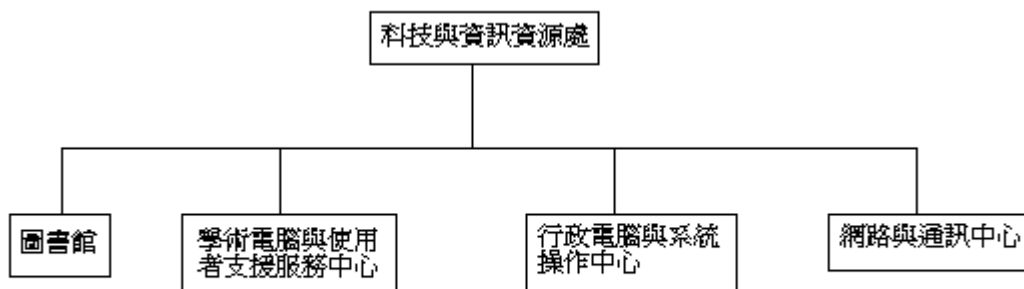 科技與資訊資源處
圖書館
學術電腦與使用
者支援服務中心
行政電腦與系統
操作中心
網路與通訊中心